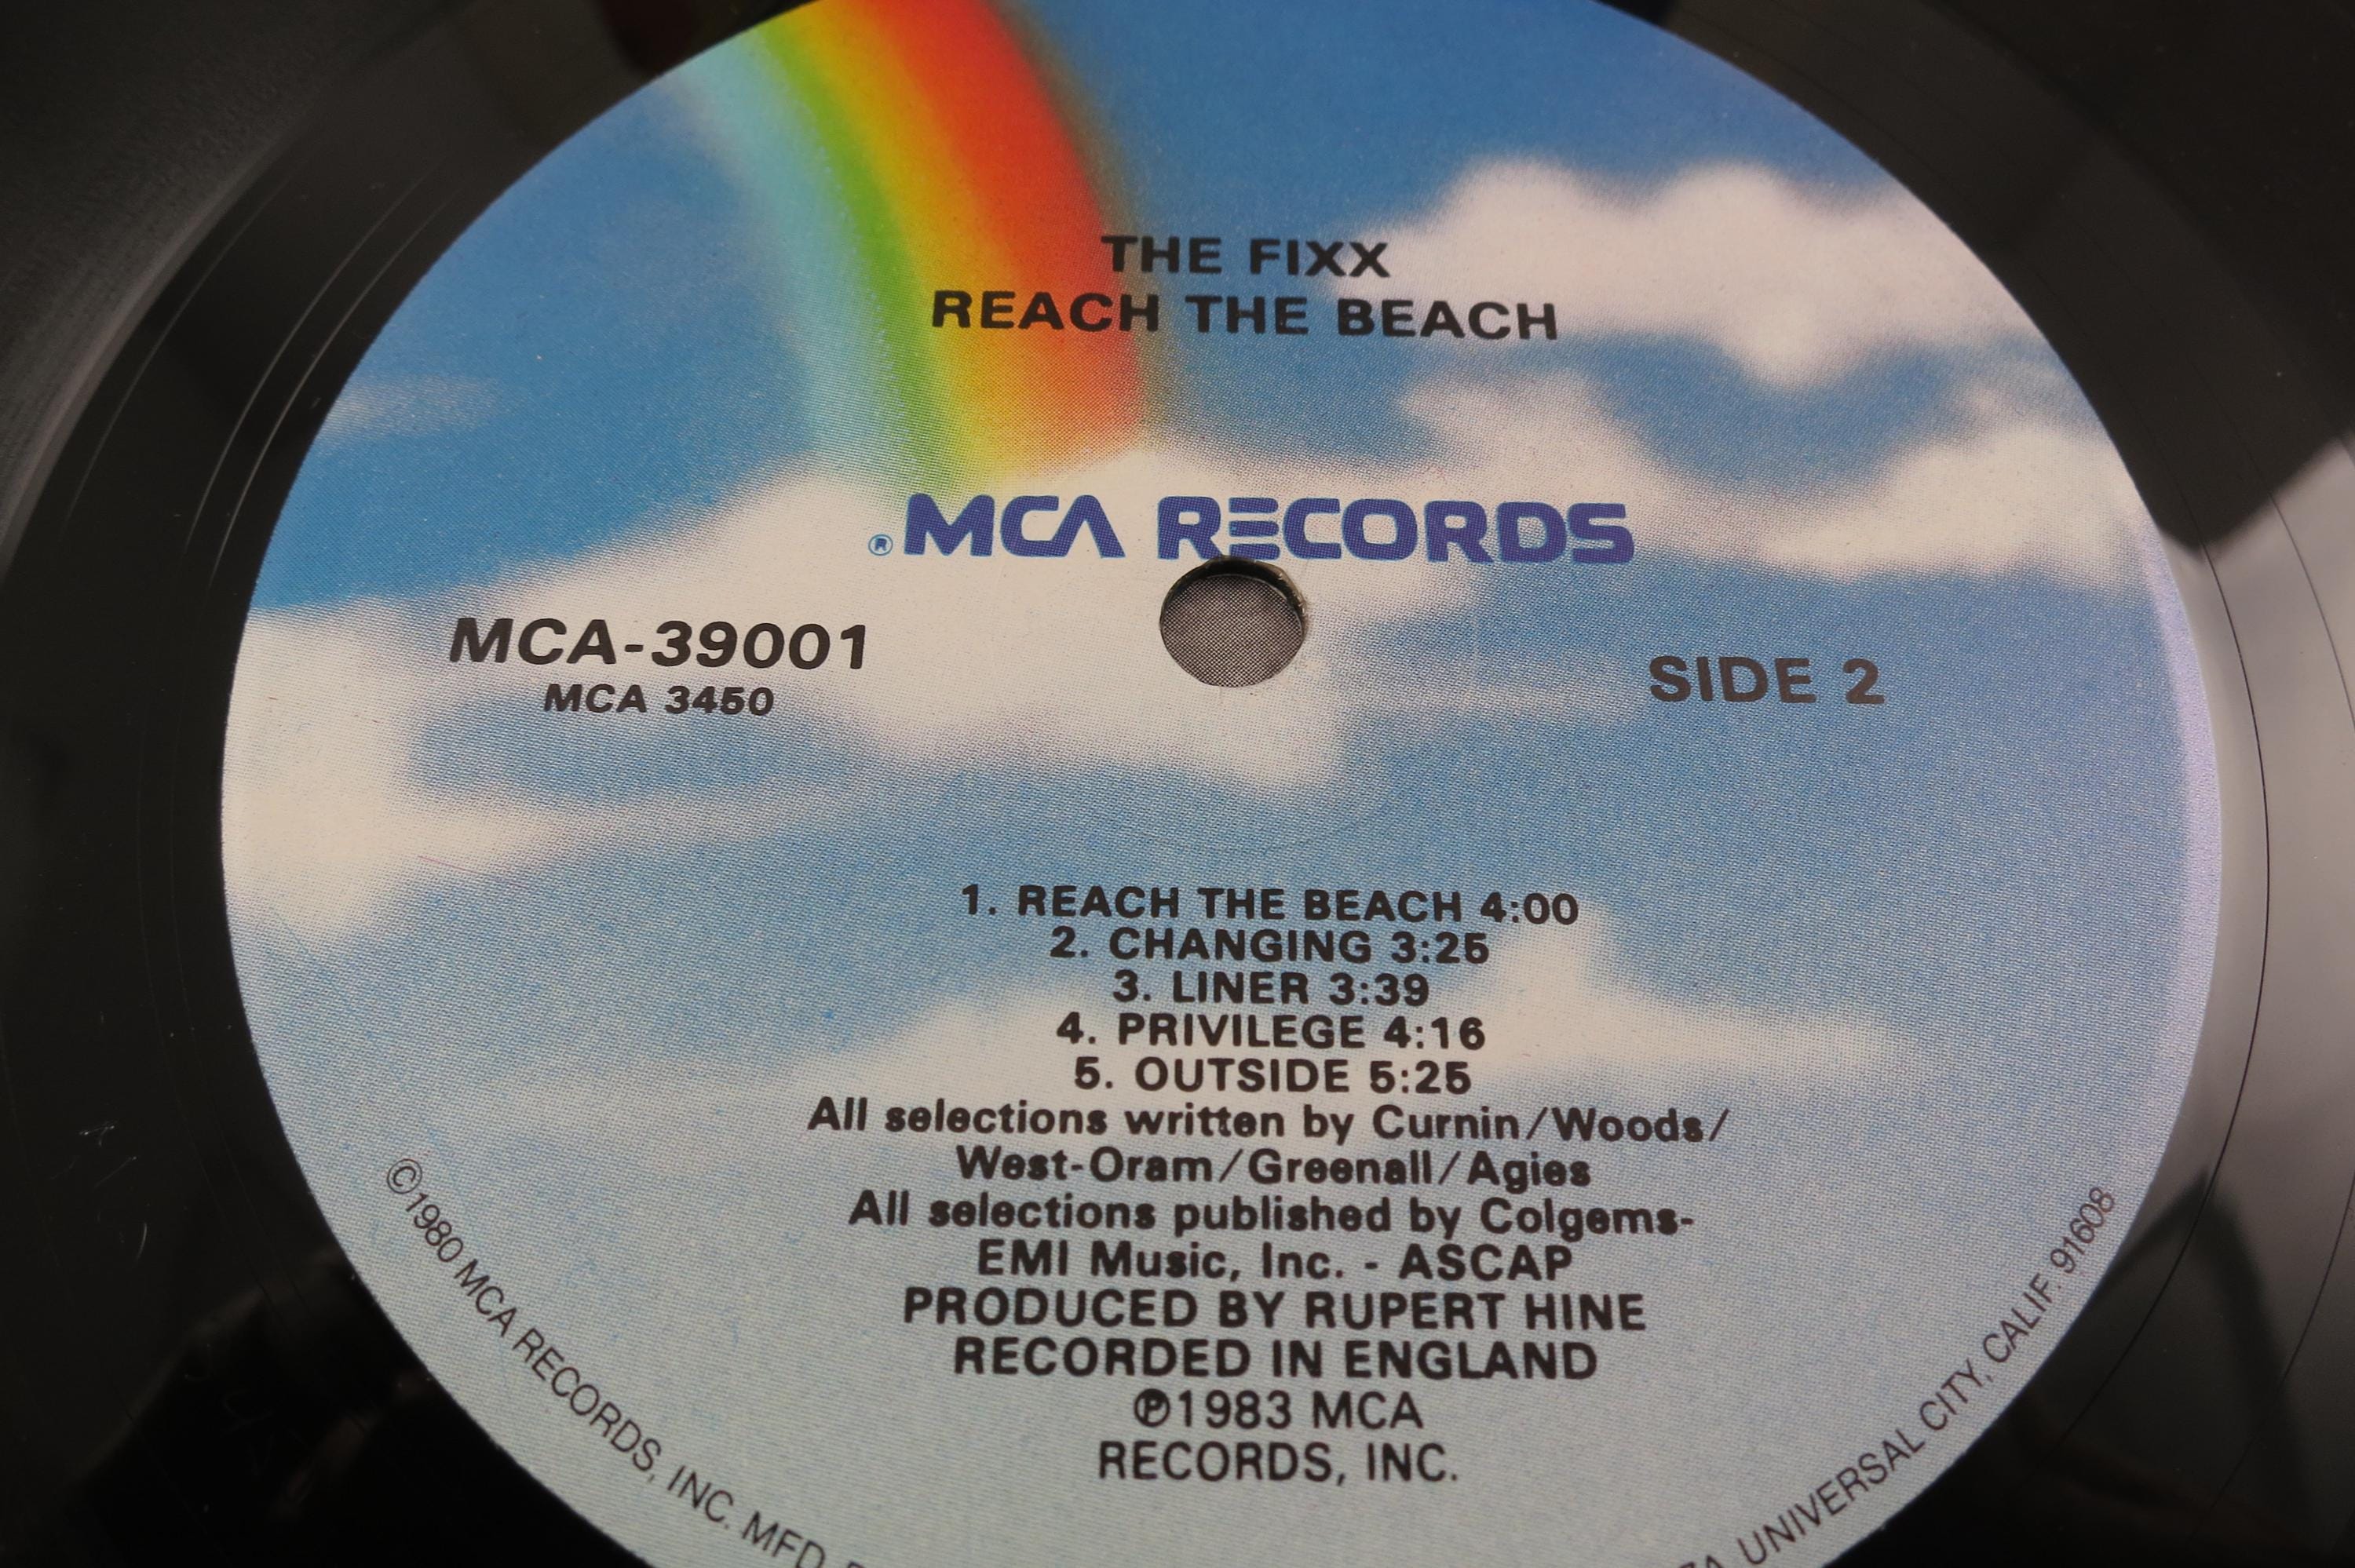 THE FIXX
REACH THE BEACH
® MCA RECORDS
MCA-39001
MCA 3450
SIDE 2
1. REACH THE BEACH 4:00
2. CHANGING 3:25
3. LINER 3:39
4. PRIVILEGE 4:16
5. OUTSIDE 5:25
All selections written by Curnin/Woods/
West-Oram/Greenall/Agies
All selections published by Colgems-
EMI Music, Inc. - ASCAP
PRODUCED BY RUPERT HINE
RECORDED IN ENGLAND
℗1983 MCA
RECORDS, INC.
©1980 MCA RECORDS, INC. MFD.
UNIVERSAL CITY, CALIF. 91608